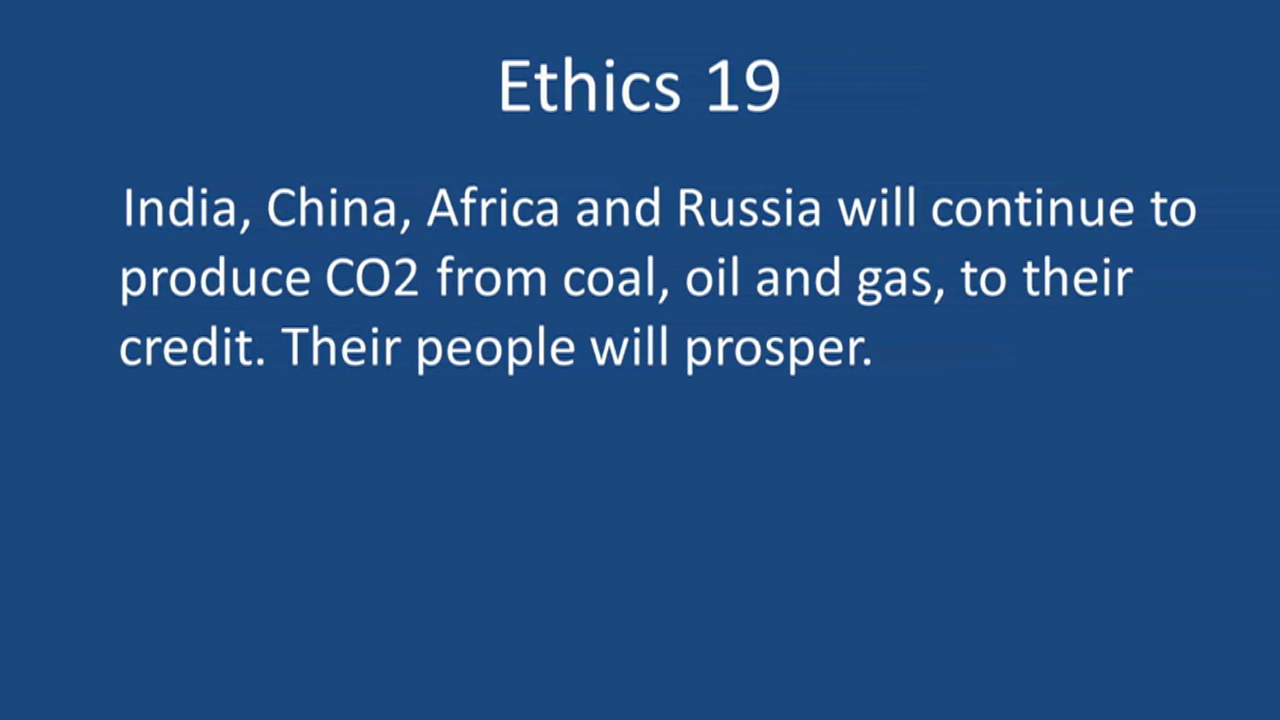 Ethics 19
India, China, Africa and Russia will continue to
produce CO2 from coal, oil and gas, to their
credit. Their people will prosper.